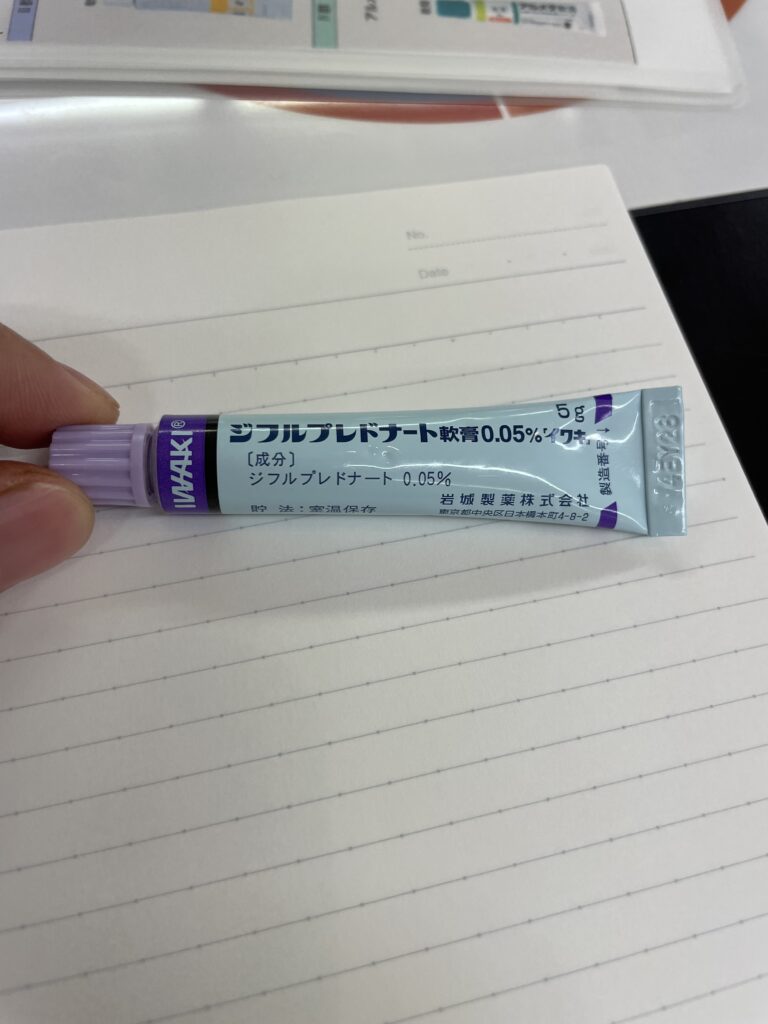 No.
Date
IWAKI®
ジフルプレドナート軟膏0.05%「イワキ」
5g
〔成分〕
ジフルプレドナート 0.05%
貯 法：室温保存
岩城製薬株式会社
東京都中央区日本橋本町4-8-2
製造番号